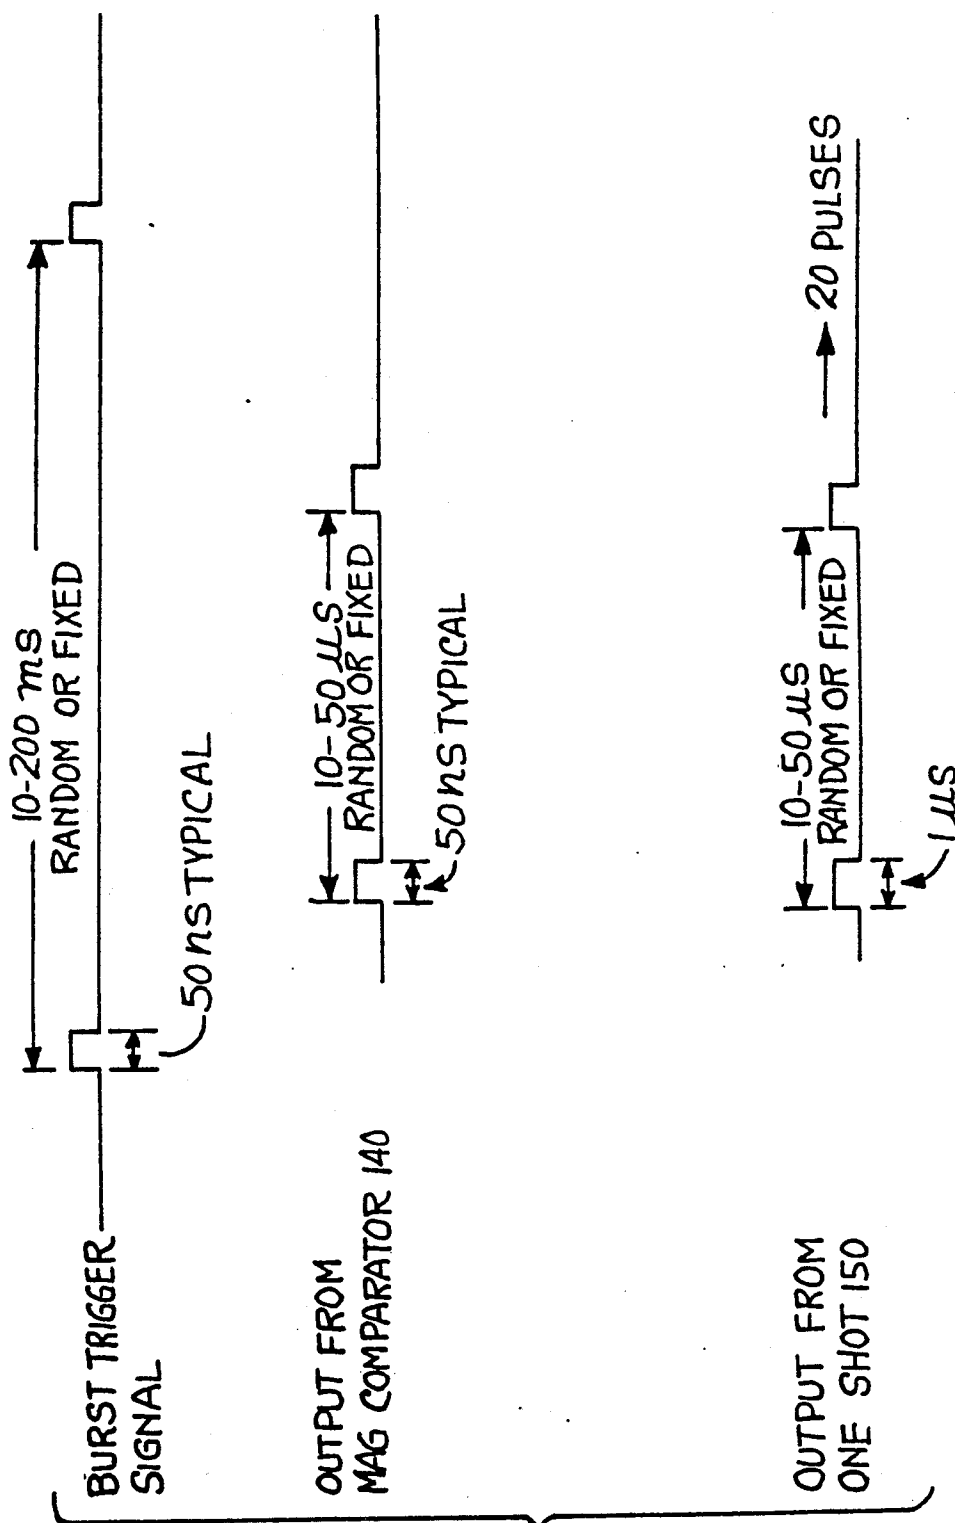 BURST TRIGGER
SIGNAL
10-200 ms
RANDOM OR FIXED
50 ns TYPICAL
OUTPUT FROM
MAG COMPARATOR 140
10-50 µs
RANDOM OR FIXED
50 ns TYPICAL
OUTPUT FROM
ONE SHOT 150
10-50 µs
RANDOM OR FIXED
20 PULSES
1 µs